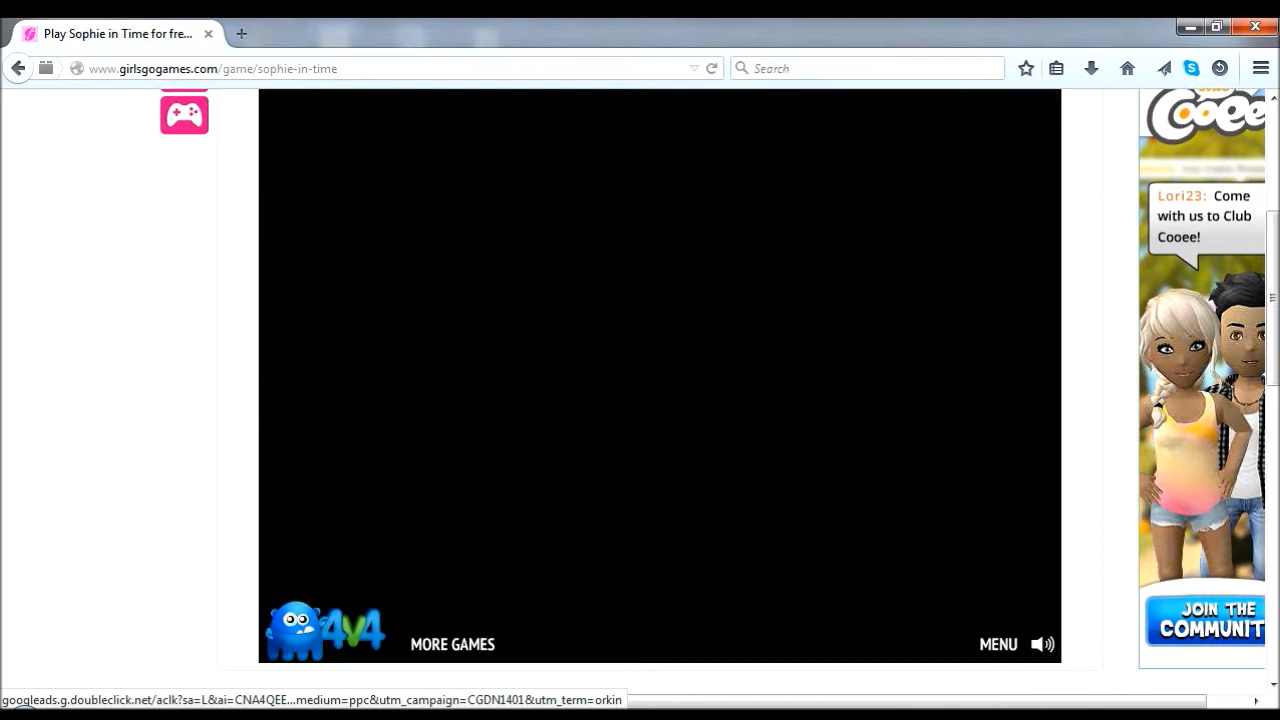 Play Sophie in Time for fre...
www.girlsgogames.com/game/sophie-in-time
Search
Cooee
Lori23: Come
with us to Club
Cooee!
4v4
MORE GAMES
MENU
JOIN THE
COMMUNIT
googleads.g.doubleclick.net/aclk?sa=L&ai=CNA4QEE...medium=ppc&utm_campaign=CGDN1401&utm_term=orkin